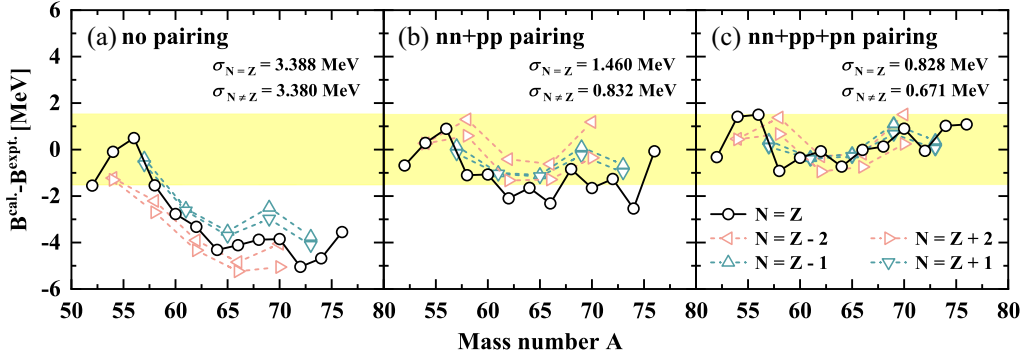 (a) no pairing
σN = Z = 3.388 MeV
σN ≠ Z = 3.380 MeV
(b) nn+pp pairing
σN = Z = 1.460 MeV
σN ≠ Z = 0.832 MeV
(c) nn+pp+pn pairing
σN = Z = 0.828 MeV
σN ≠ Z = 0.671 MeV
Bcal.-Bexpt. [MeV]
6
4
2
0
-2
-4
-6
N = Z
N = Z - 2
N = Z + 2
N = Z - 1
N = Z + 1
50 55 60 65 70 75 80 55 60 65 70 75 80 55 60 65 70 75 80
Mass number A